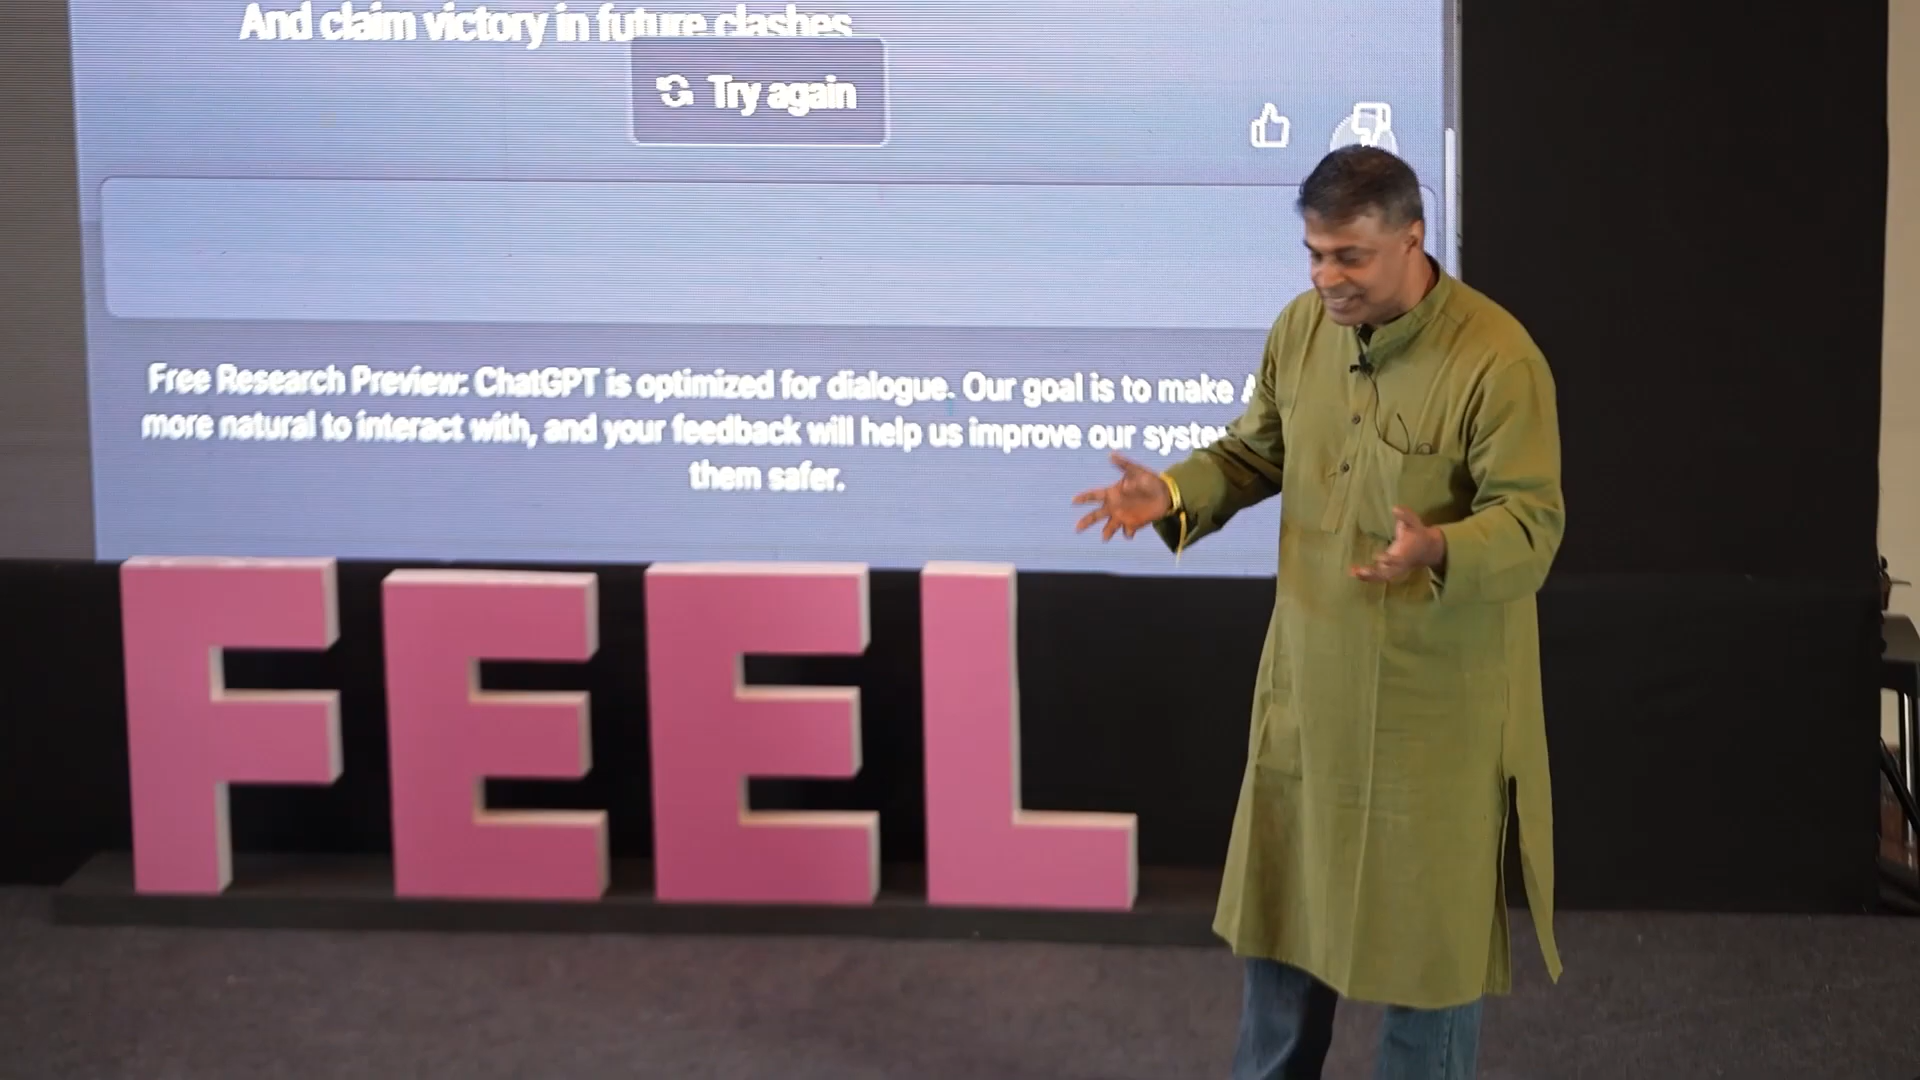 And claim victory in future clashes
Try again
Free Research Preview: ChatGPT is optimized for dialogue. Our goal is to make
more natural to interact with, and your feedback will help us improve our
them safer.
FEEL